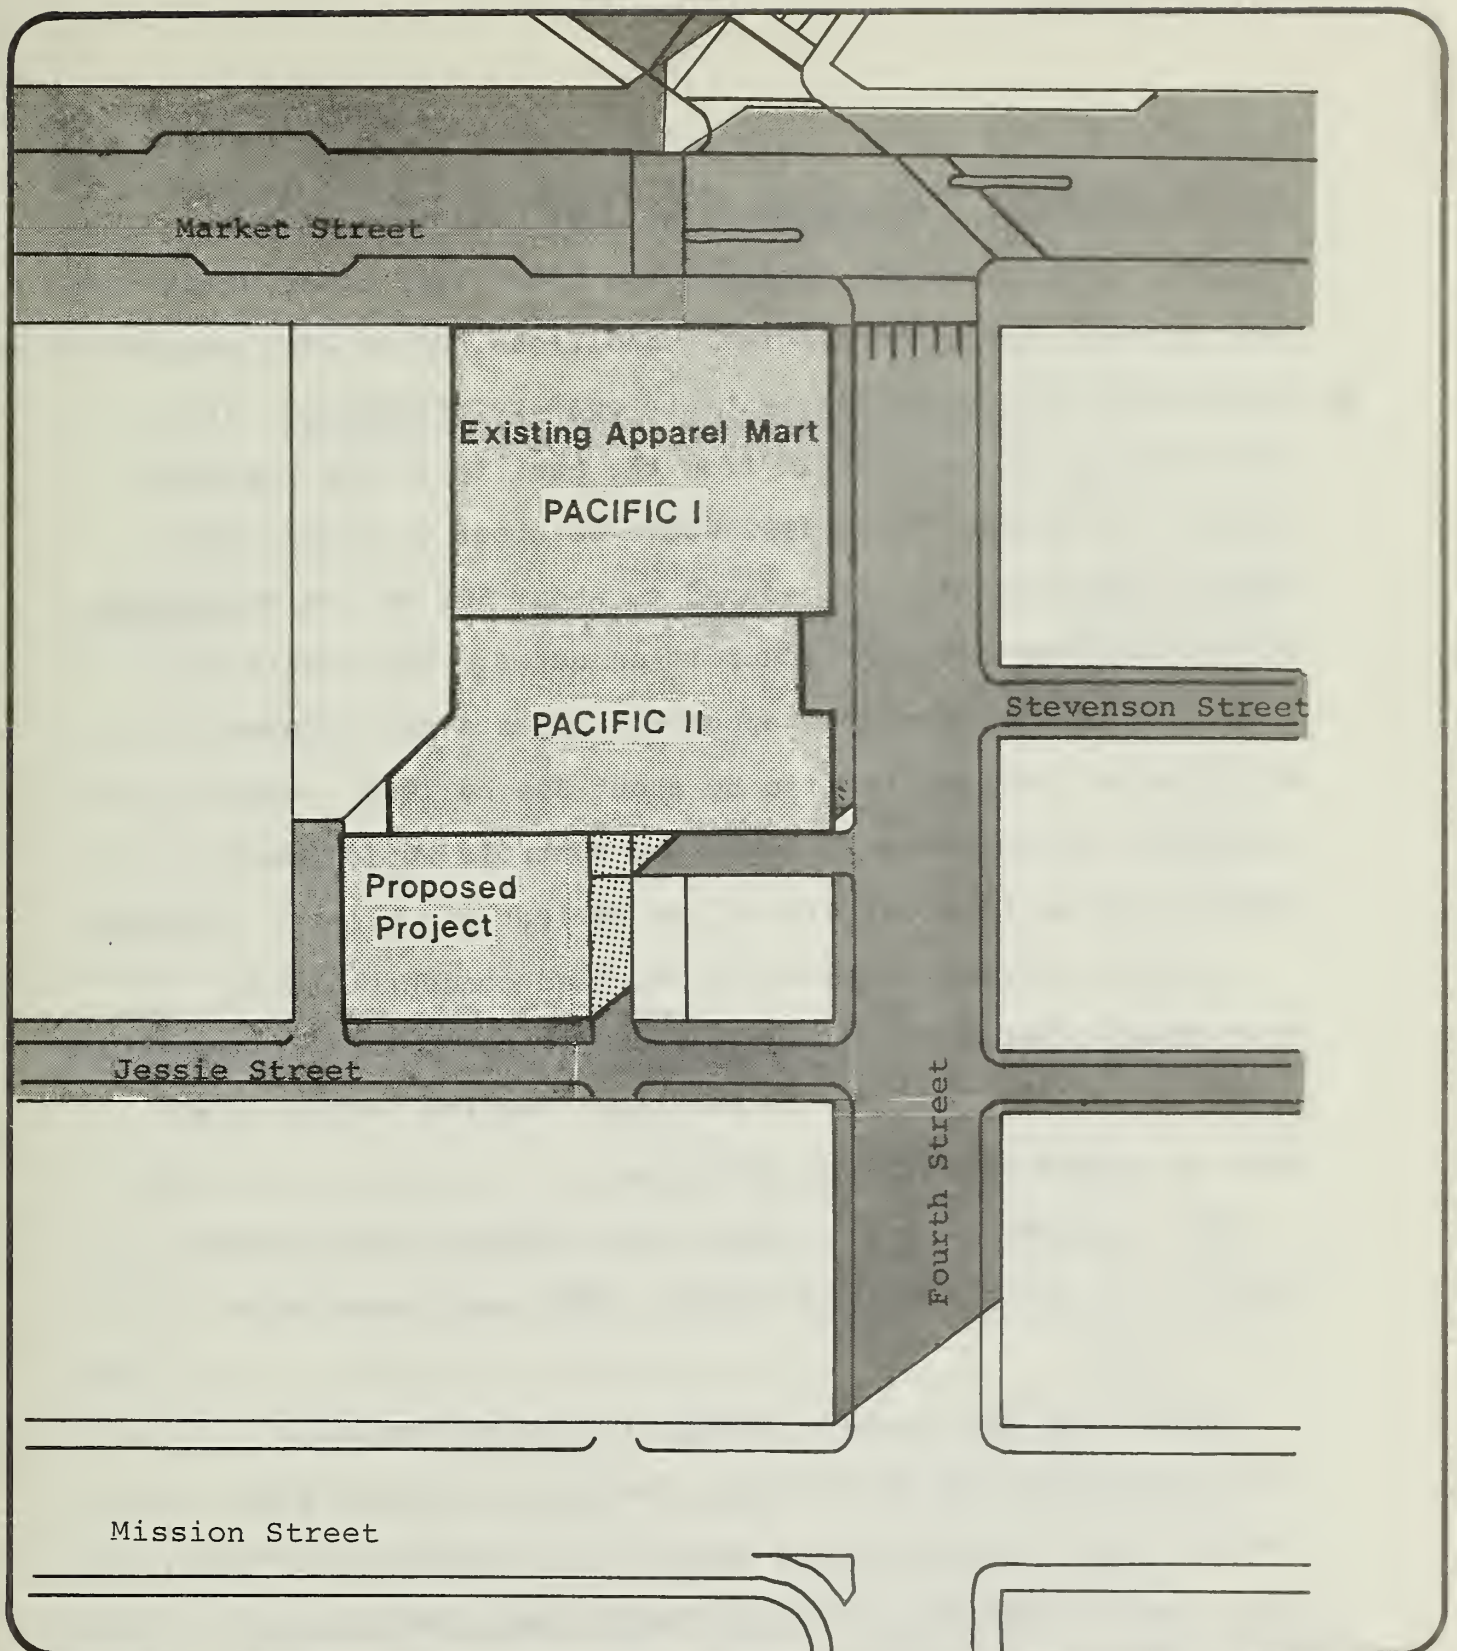 Market Street
Existing Apparel Mart
PACIFIC I
PACIFIC II
Stevenson Street
Proposed
Project
Jessie Street
Fourth Street
Mission Street